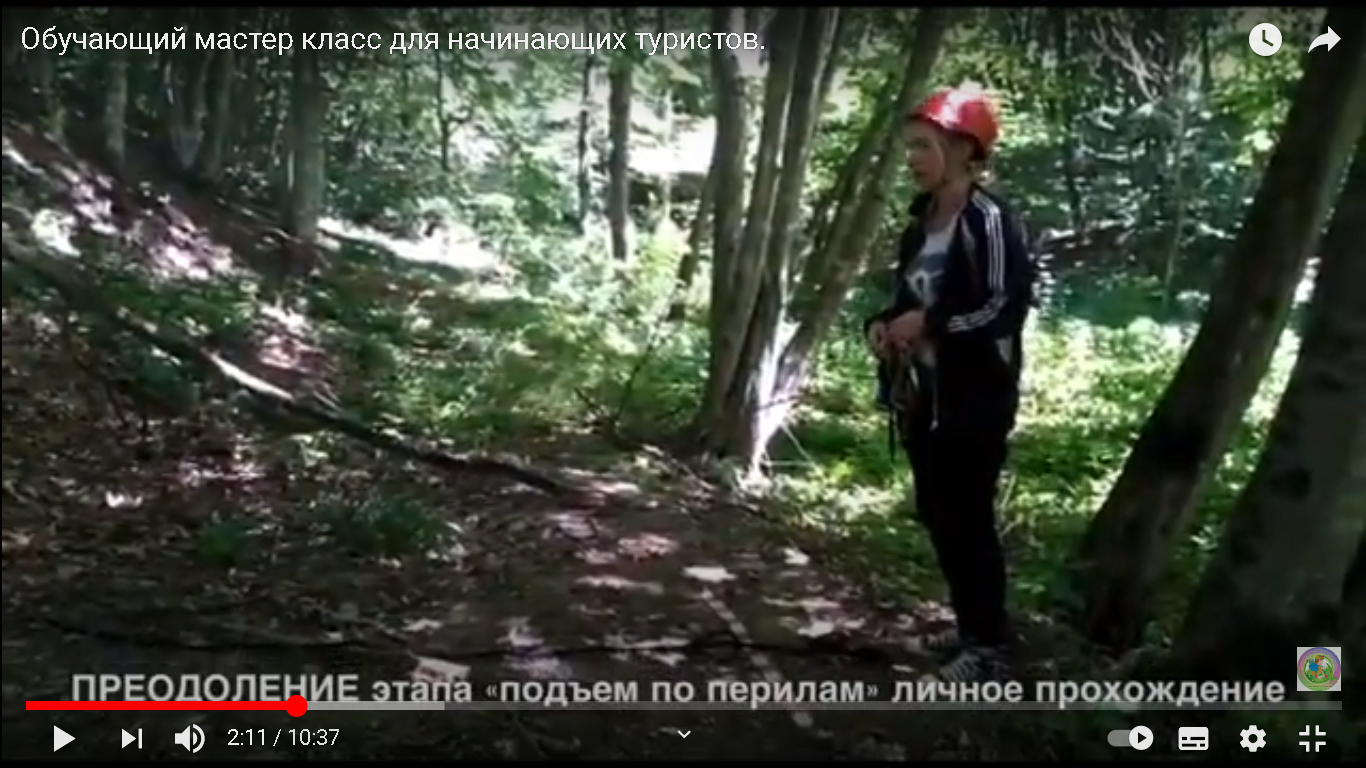 Обучающий мастер класс для начинающих туристов.
ПРЕОДОЛЕНИЕ этапа «подъем по перилам» личное прохождение
2:11 / 10:37